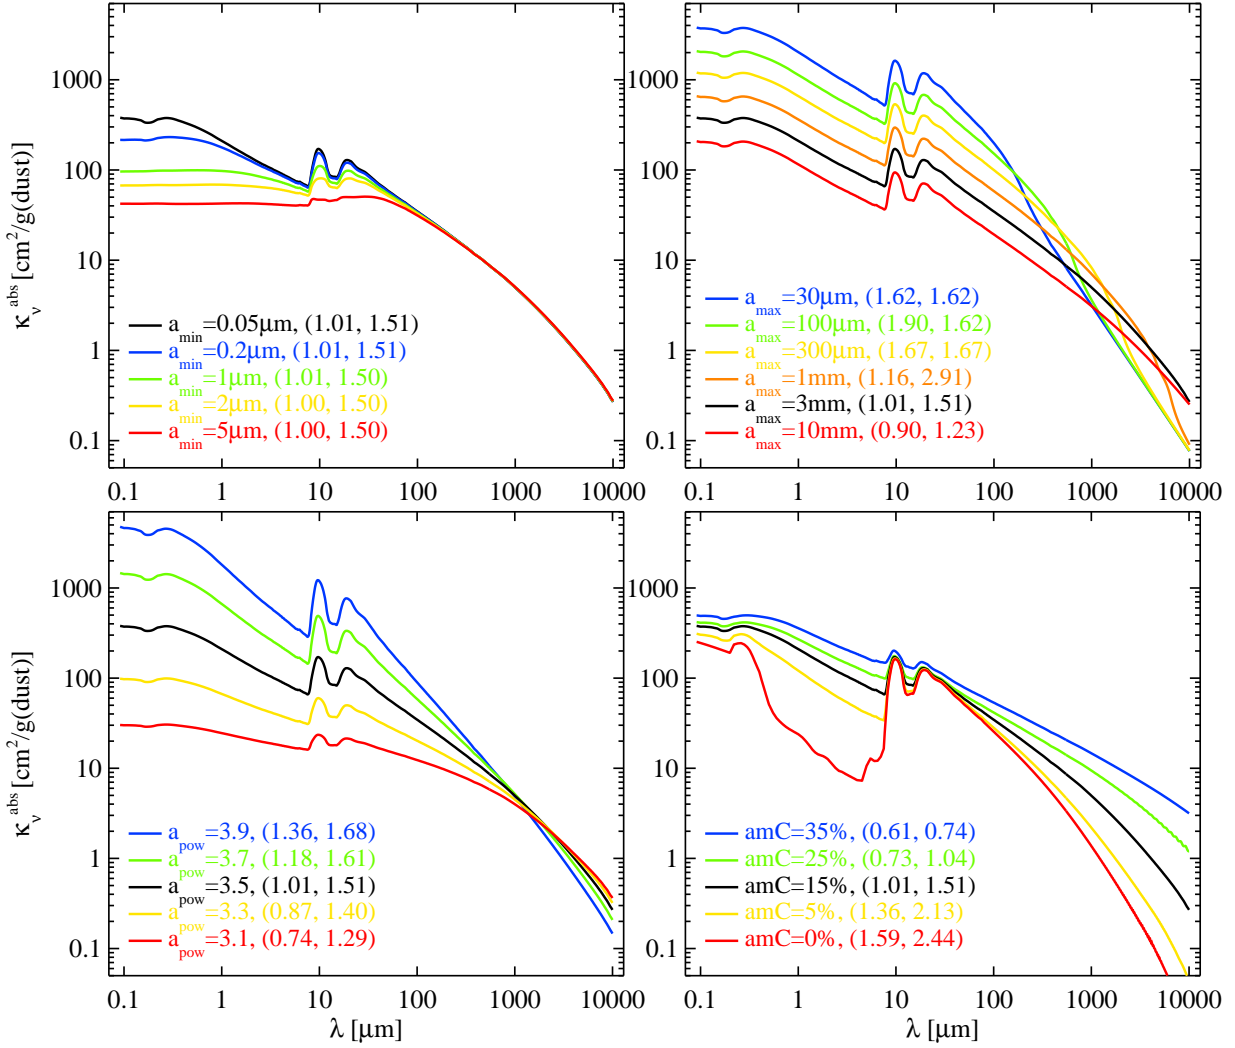 1000
100
10
1
0.1
κ_ν^abs [cm²/g(dust)]
a_min=0.05μm, (1.01, 1.51)
a_min=0.2μm, (1.01, 1.51)
a_min=1μm, (1.01, 1.50)
a_min=2μm, (1.00, 1.50)
a_min=5μm, (1.00, 1.50)
0.1 1 10 100 1000 10000
1000
100
10
1
0.1
a_max=30μm, (1.62, 1.62)
a_max=100μm, (1.90, 1.62)
a_max=300μm, (1.67, 1.67)
a_max=1mm, (1.16, 2.91)
a_max=3mm, (1.01, 1.51)
a_max=10mm, (0.90, 1.23)
0.1 1 10 100 1000 10000
1000
100
10
1
0.1
κ_ν^abs [cm²/g(dust)]
a_pow=3.9, (1.36, 1.68)
a_pow=3.7, (1.18, 1.61)
a_pow=3.5, (1.01, 1.51)
a_pow=3.3, (0.87, 1.40)
a_pow=3.1, (0.74, 1.29)
0.1 1 10 100 1000 10000
λ [μm]
1000
100
10
1
0.1
amC=35%, (0.61, 0.74)
amC=25%, (0.73, 1.04)
amC=15%, (1.01, 1.51)
amC=5%, (1.36, 2.13)
amC=0%, (1.59, 2.44)
0.1 1 10 100 1000 10000
λ [μm]